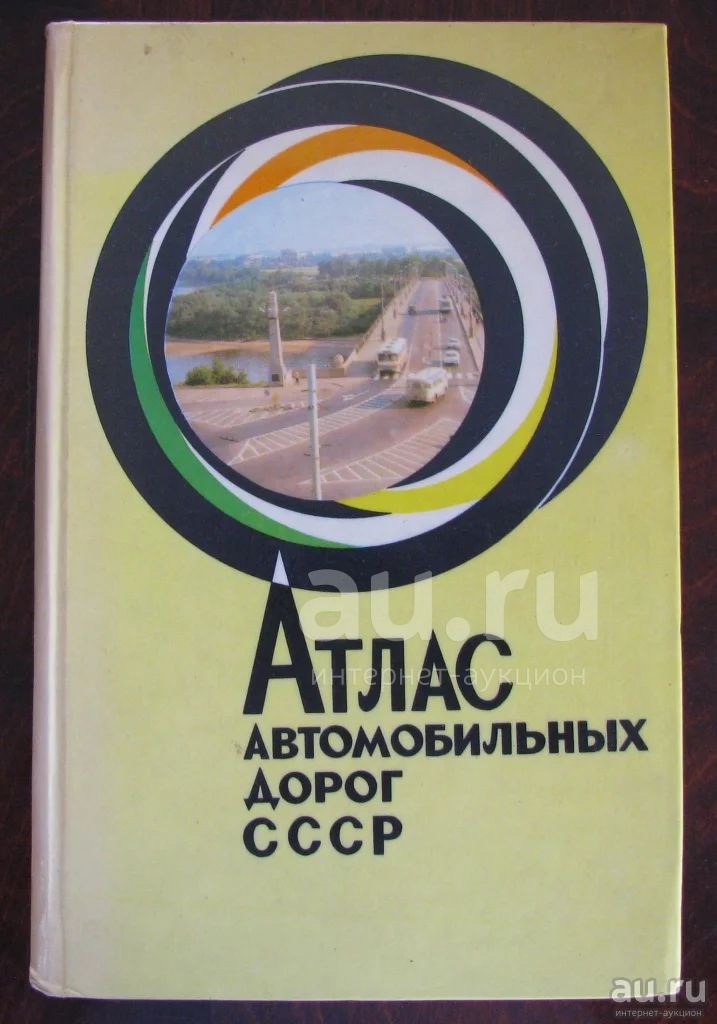 au.ru
интернет-аукцион
АТЛАС
АВТОМОБИЛЬНЫХ
ДОРОГ
СССР
au.ru
интернет-аукцион